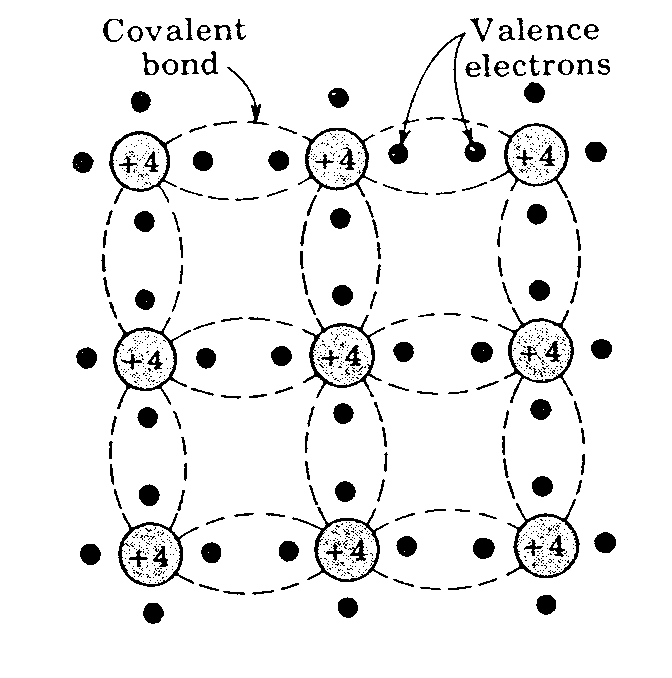 Covalent
bond
Valence
electrons
+4 +4 +4
+4 +4 +4
+4 +4 +4